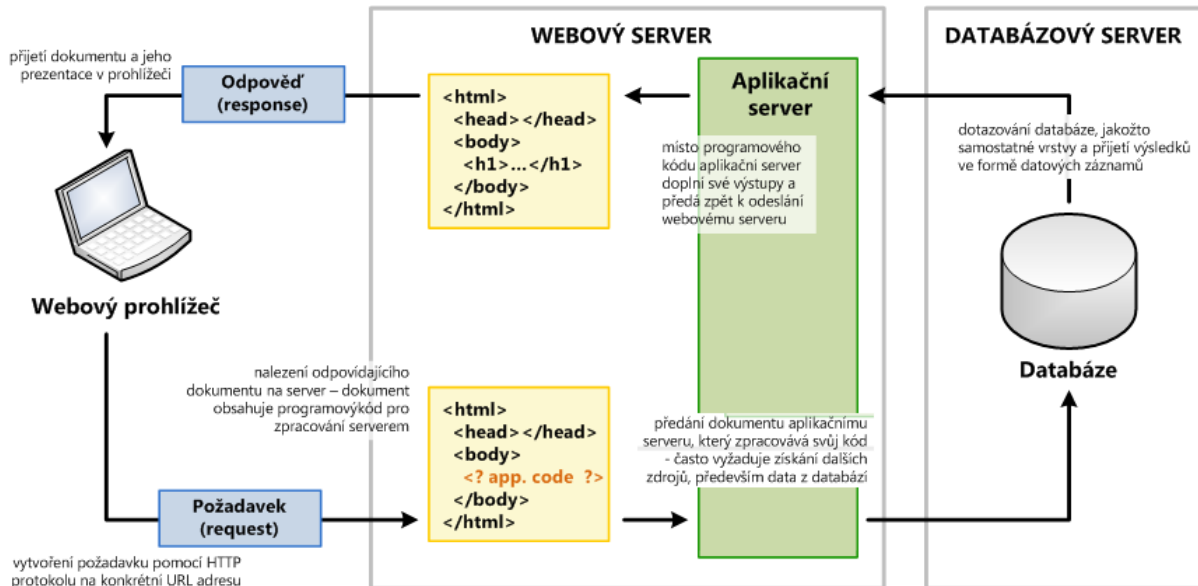 WEBOVÝ SERVER
DATABÁZOVÝ SERVER
přijetí dokumentu a jeho
prezentace v prohlížeči
Odpověď
(response)
<html>
<head></head>
<body>
<h1>...</h1>
</body>
</html>
Aplikační
server
místo programového
kódu aplikační server
doplní své výstupy a
předá zpět k odeslání
webovému serveru
dotazování databáze, jakožto
samostatné vrstvy a přijetí výsledků
ve formě datových záznamů
Webový prohlížeč
Databáze
nalezení odpovídajícího
dokumentu na server – dokument
obsahuje programovýkód pro
zpracování serverem
<html>
<head></head>
<body>
<? app. code ?>
</body>
</html>
předání dokumentu aplikačnímu
serveru, který zpracovává svůj kód
- často vyžaduje získání dalších
zdrojů, především data z databází
Požadavek
(request)
vytvoření požadavku pomocí HTTP
protokolu na konkrétní URL adresu